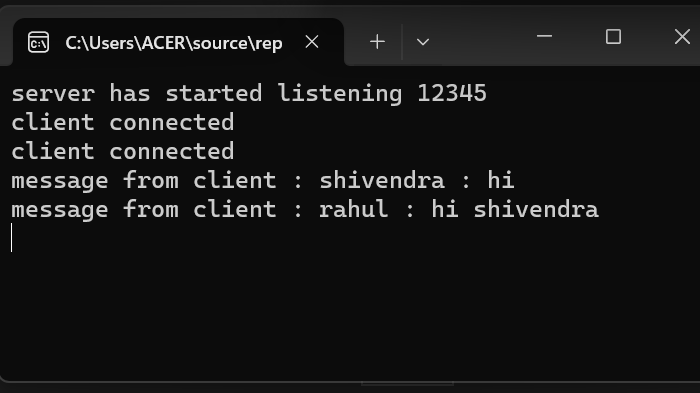 C:\Users\ACER\source\rep
server has started listening 12345
client connected
client connected
message from client : shivendra : hi
message from client : rahul : hi shivendra